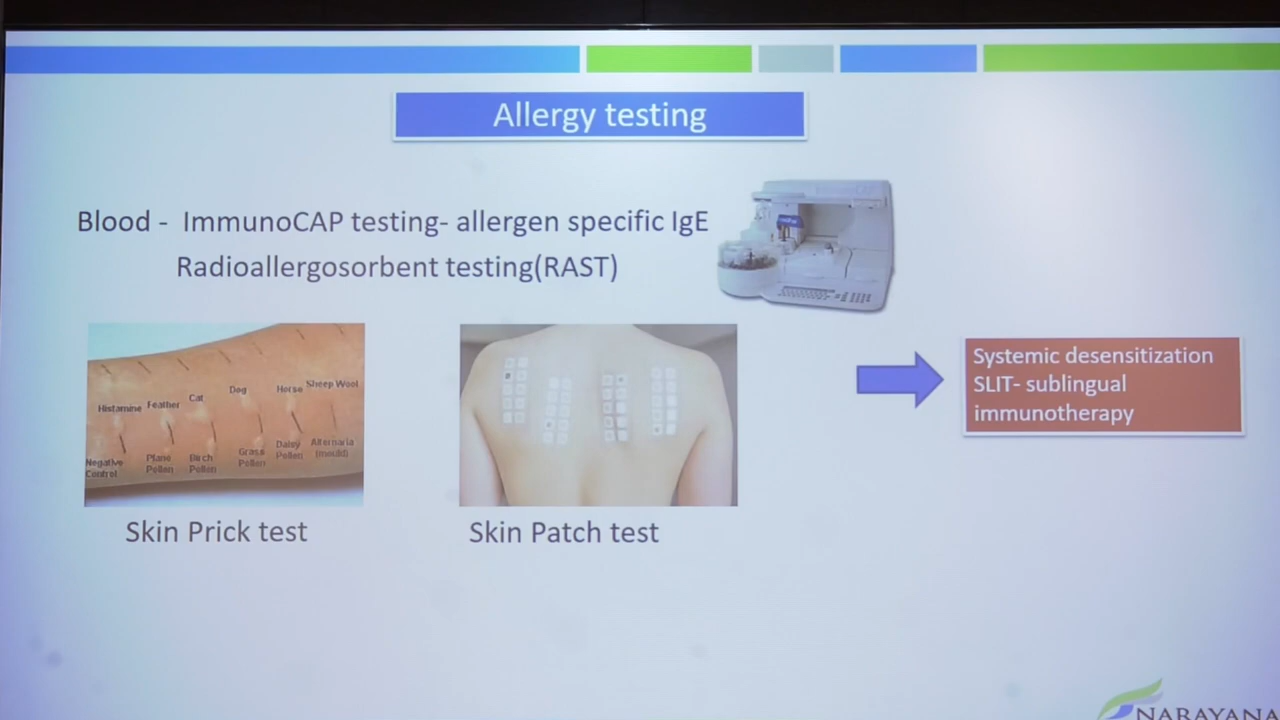 Allergy testing
Blood - ImmunoCAP testing- allergen specific IgE
Radioallergosorbent testing(RAST)
Systemic desensitization
SLIT- sublingual
immunotherapy
Histamine Feather Cat Dog Horse Sheep Wool
Negative Control Plane Pollen Birch Pollen Grass Pollen Daisy Pollen Alternaria (mould)
Skin Prick test
Skin Patch test
NARAYANA